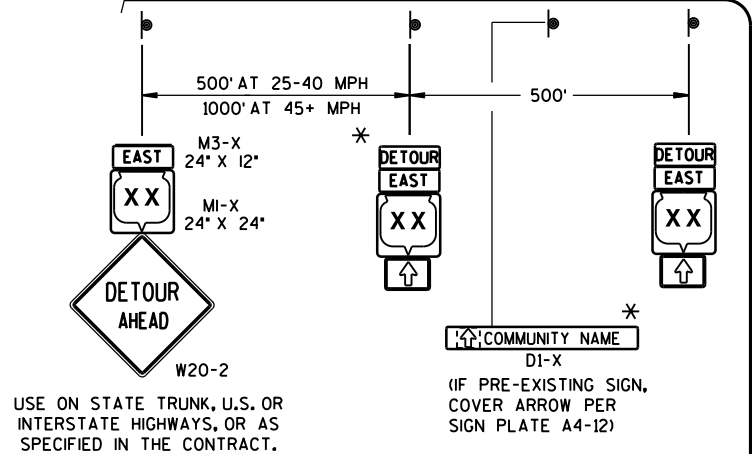 500' AT 25-40 MPH
1000' AT 45+ MPH
500'
EAST
M3-X
24" X 12"
XX
M1-X
24" X 24"
DETOUR
AHEAD
W20-2
USE ON STATE TRUNK, U.S. OR
INTERSTATE HIGHWAYS, OR AS
SPECIFIED IN THE CONTRACT.
*
DETOUR
EAST
XX
DETOUR
EAST
XX
*
COMMUNITY NAME
D1-X
(IF PRE-EXISTING SIGN,
COVER ARROW PER
SIGN PLATE A4-12)